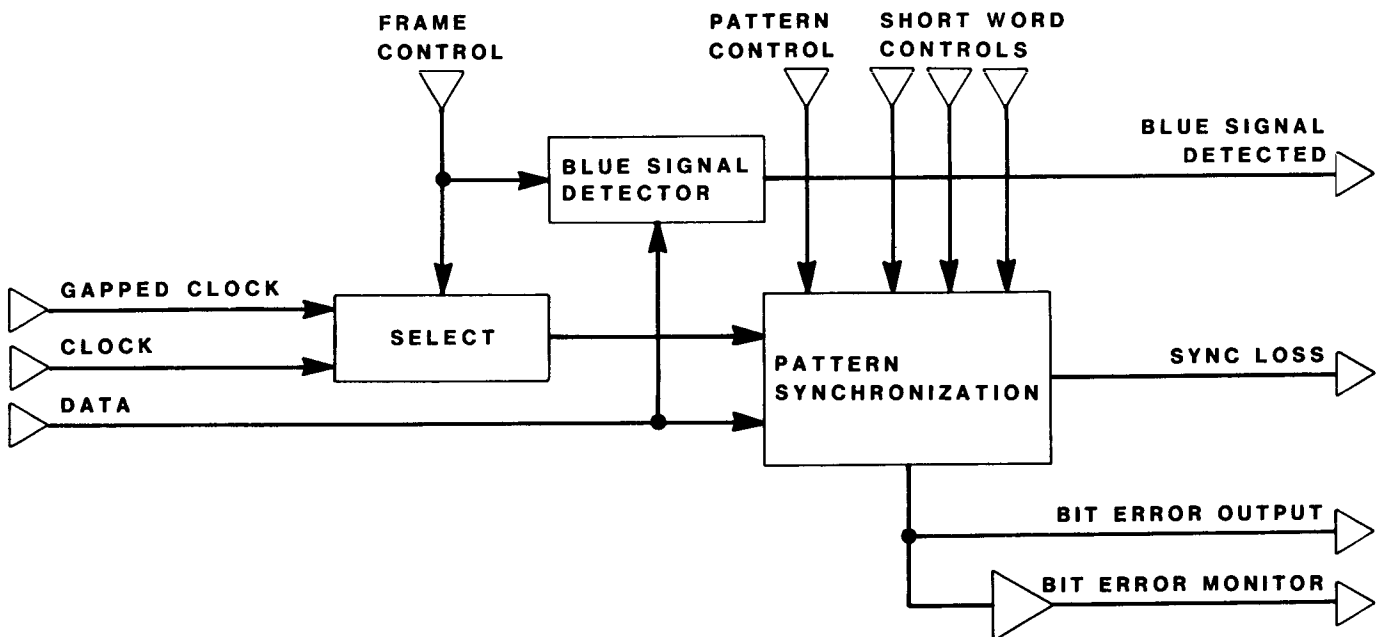 FRAME
CONTROL
PATTERN
CONTROL
SHORT WORD
CONTROLS
BLUE SIGNAL
DETECTED
BLUE SIGNAL
DETECTOR
GAPPED CLOCK
SELECT
CLOCK
DATA
PATTERN
SYNCHRONIZATION
SYNC LOSS
BIT ERROR OUTPUT
BIT ERROR MONITOR